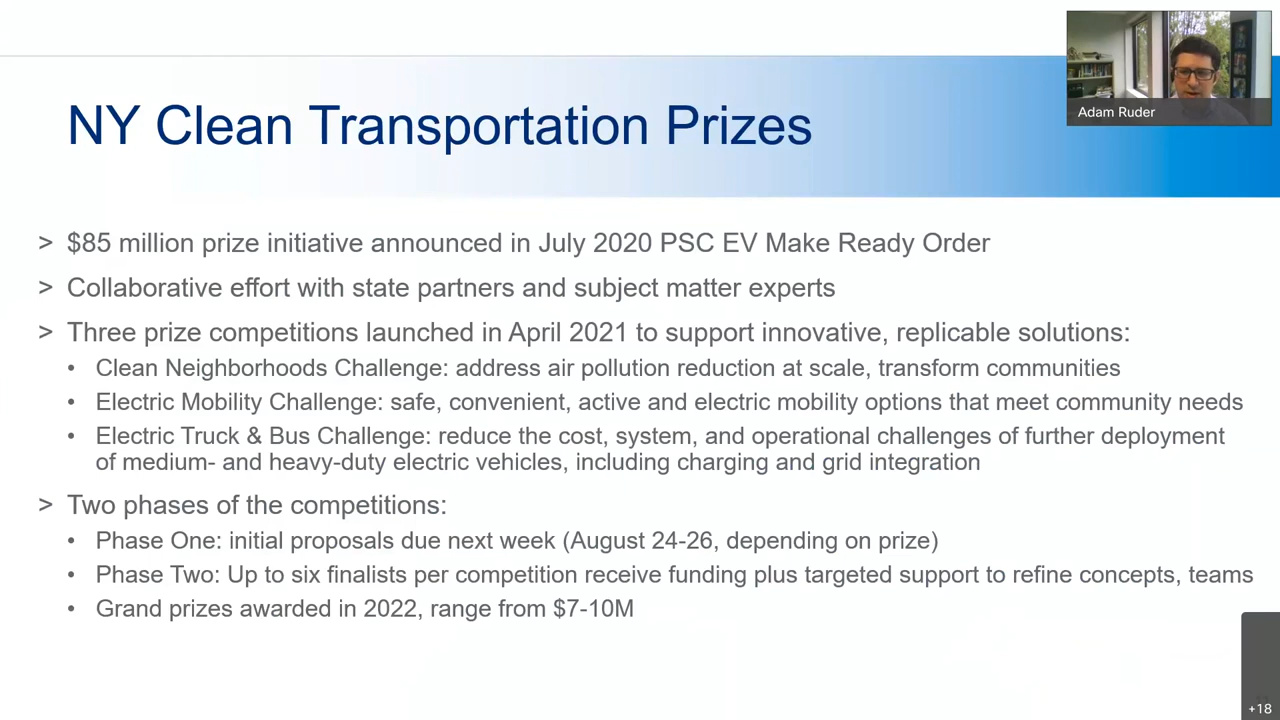 Adam Ruder
NY Clean Transportation Prizes
> $85 million prize initiative announced in July 2020 PSC EV Make Ready Order
> Collaborative effort with state partners and subject matter experts
> Three prize competitions launched in April 2021 to support innovative, replicable solutions:
• Clean Neighborhoods Challenge: address air pollution reduction at scale, transform communities
• Electric Mobility Challenge: safe, convenient, active and electric mobility options that meet community needs
• Electric Truck & Bus Challenge: reduce the cost, system, and operational challenges of further deployment
of medium- and heavy-duty electric vehicles, including charging and grid integration
> Two phases of the competitions:
• Phase One: initial proposals due next week (August 24-26, depending on prize)
• Phase Two: Up to six finalists per competition receive funding plus targeted support to refine concepts, teams
• Grand prizes awarded in 2022, range from $7-10M
+18